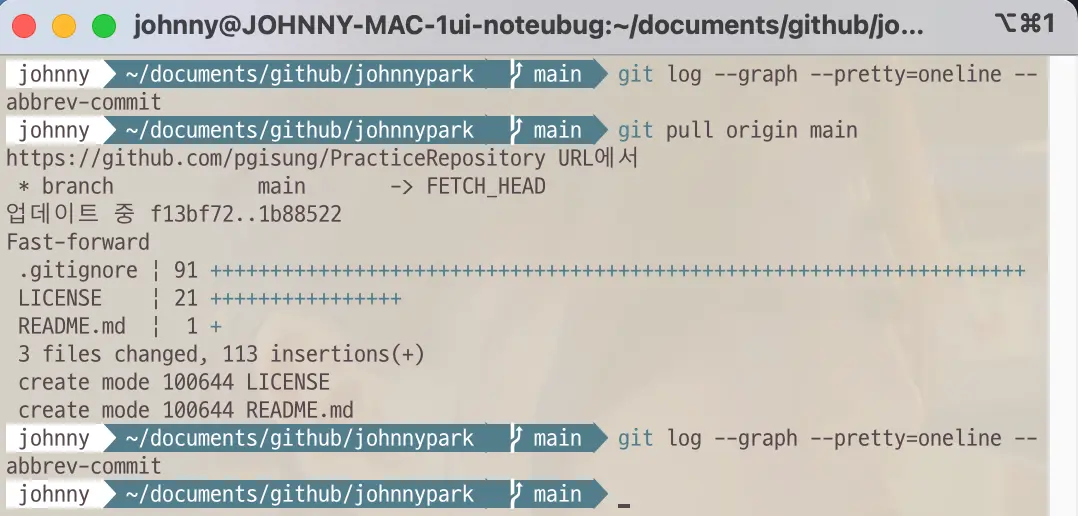 johnny@JOHNNY-MAC-1ui-noteubug:~/documents/github/jo... ⌥⌘1
johnny ~/documents/github/johnnypark main git log --graph --pretty=oneline --
abbrev-commit
johnny ~/documents/github/johnnypark main git pull origin main
https://github.com/pgisung/PracticeRepository URL에서
* branch main -> FETCH_HEAD
업데이트 중 f13bf72..1b88522
Fast-forward
.gitignore | 91 ++++++++++++++++++++++++++++++++++++++++++++++++++++++++++++++++++++
LICENSE | 21 ++++++++++++++++
README.md | 1 +
3 files changed, 113 insertions(+)
create mode 100644 LICENSE
create mode 100644 README.md
johnny ~/documents/github/johnnypark main git log --graph --pretty=oneline --
abbrev-commit
johnny ~/documents/github/johnnypark main _